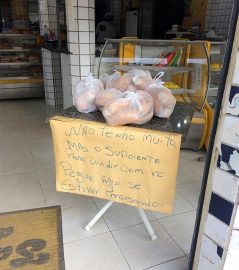 NÃO TENHO MUITO
MAS O SUFICIENTE
PARA DIVIDIR COM VC
PEGUE AQUI SE
ESTIVER PRECISANDO...